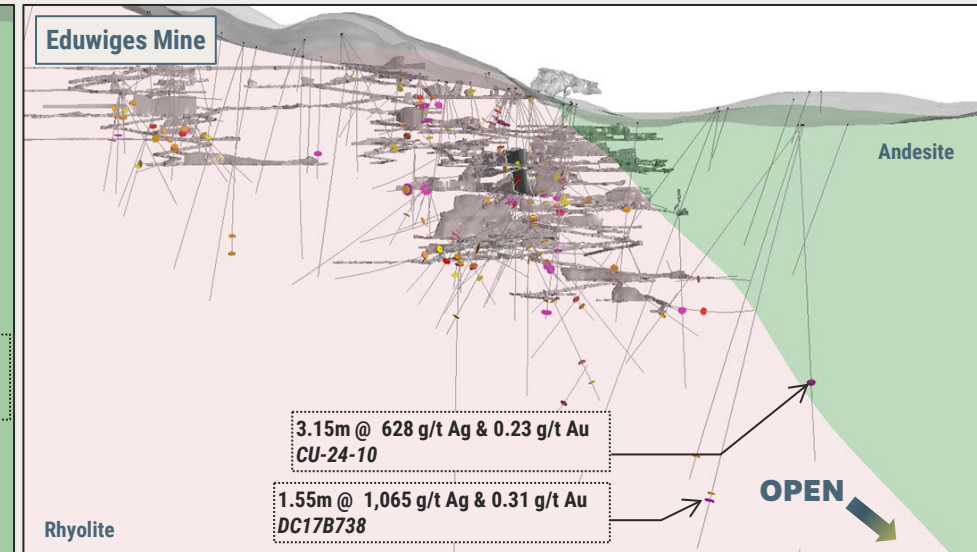 Eduwiges Mine
Andesite
3.15m @ 628 g/t Ag & 0.23 g/t Au
CU-24-10
1.55m @ 1,065 g/t Ag & 0.31 g/t Au
DC17B738
OPEN
Rhyolite